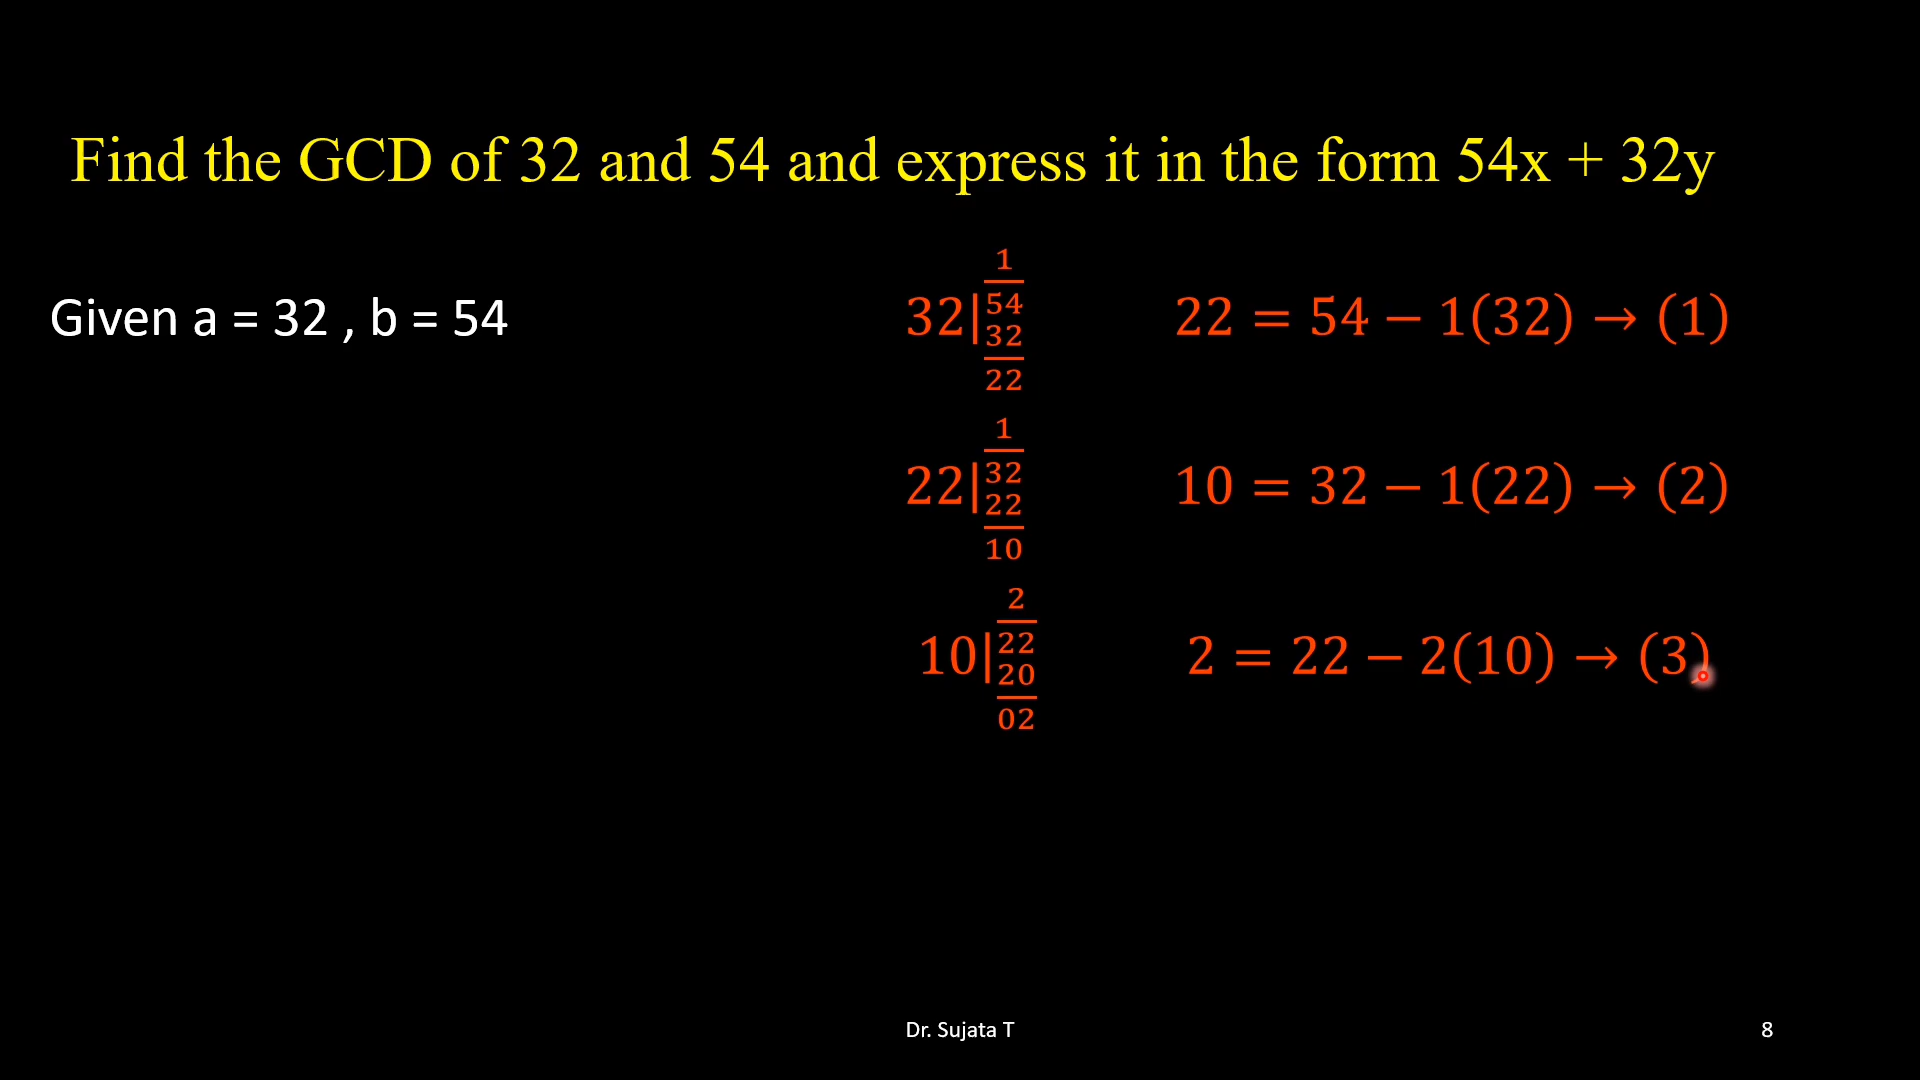 Find the GCD of 32 and 54 and express it in the form 54x + 32y
Given a = 32 , b = 54
1
32|54
32
22
22 = 54 − 1(32) → (1)
1
22|32
22
10
10 = 32 − 1(22) → (2)
2
10|22
20
02
2 = 22 − 2(10) → (3)
Dr. Sujata T
8